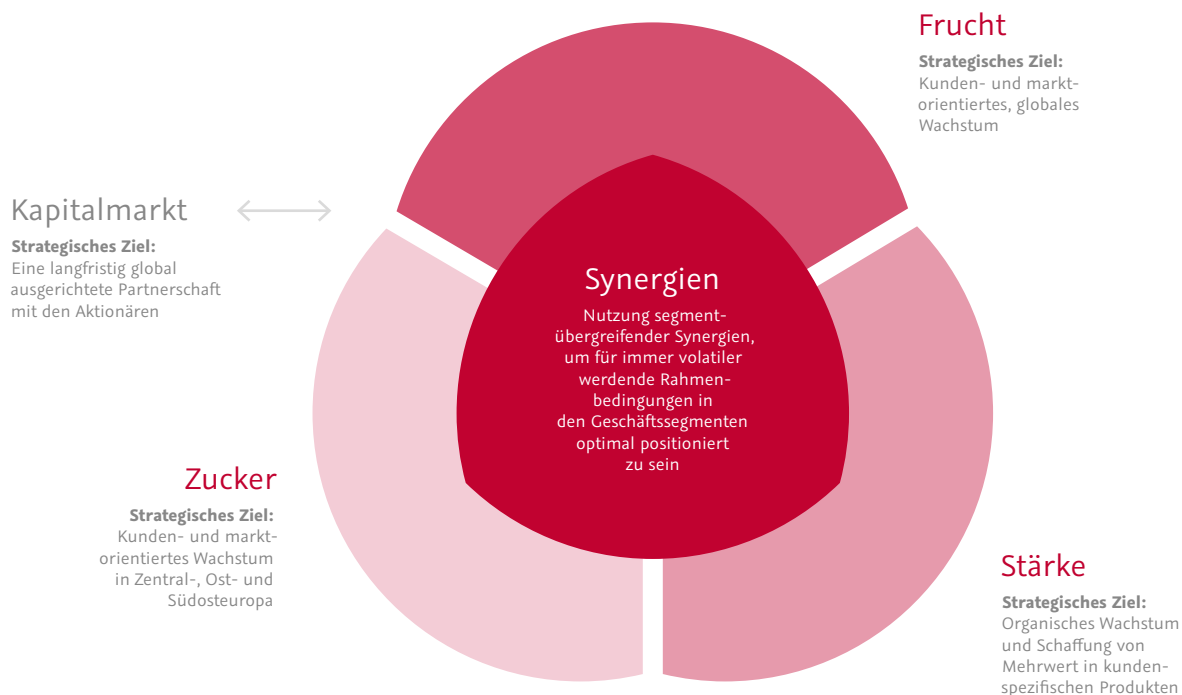 Frucht
Strategisches Ziel:
Kunden- und markt-
orientiertes, globales
Wachstum
Kapitalmarkt
Strategisches Ziel:
Eine langfristig global
ausgerichtete Partnerschaft
mit den Aktionären
Synergien
Nutzung segment-
übergreifender Synergien,
um für immer volatiler
werdende Rahmen-
bedingungen in
den Geschäftssegmenten
optimal positioniert
zu sein
Zucker
Strategisches Ziel:
Kunden- und markt-
orientiertes Wachstum
in Zentral-, Ost- und
Südosteuropa
Stärke
Strategisches Ziel:
Organisches Wachstum
und Schaffung von
Mehrwert in kunden-
spezifischen Produkten